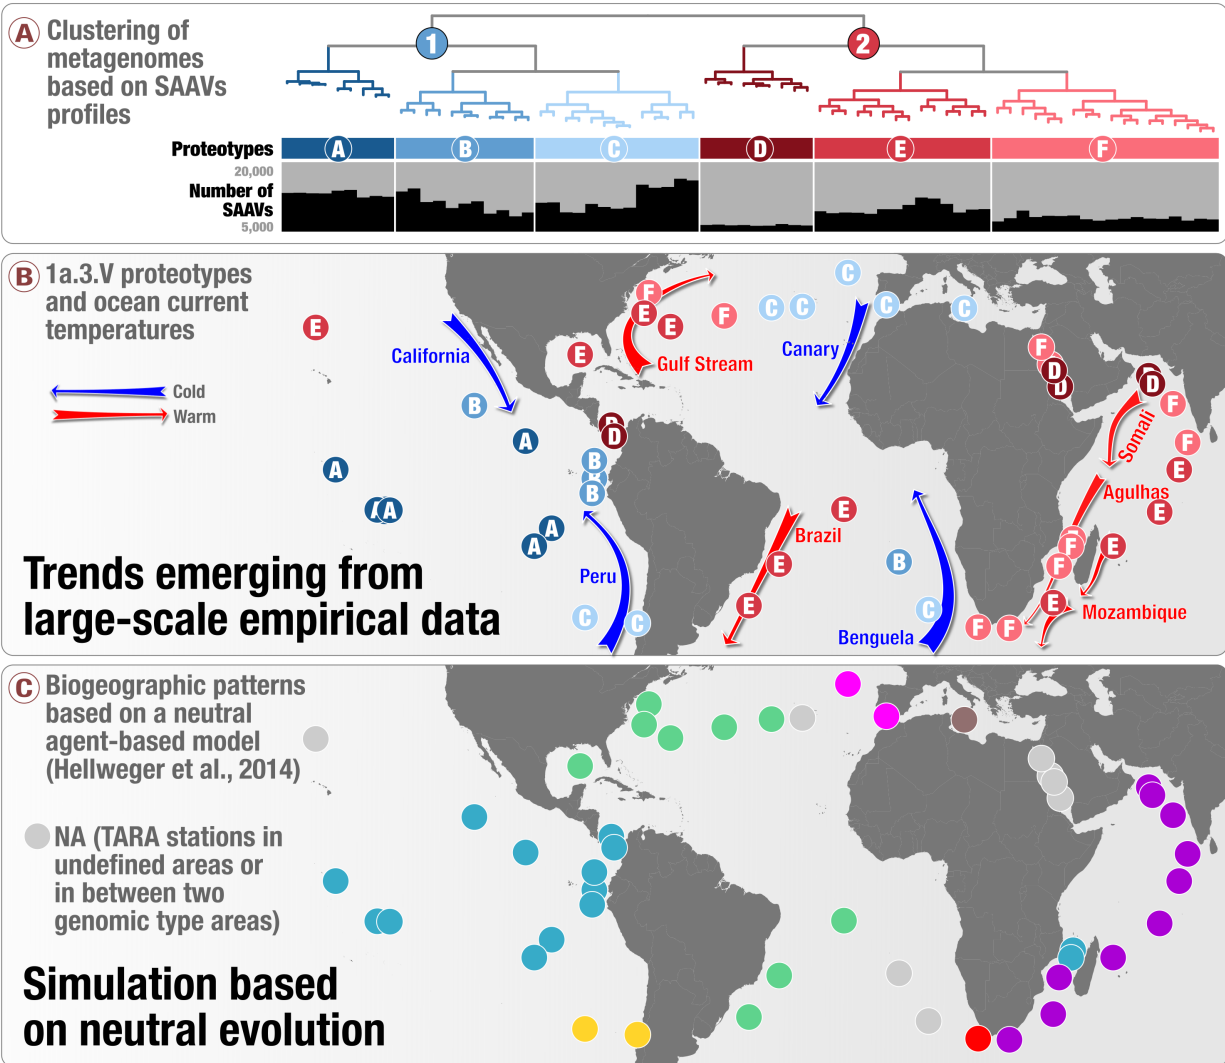 A Clustering of
metagenomes
based on SAAVs
profiles
1
2
Proteotypes
A B C D E F
20,000
Number of
SAAVs
5,000
B 1a.3.V proteotypes
and ocean current
temperatures
Cold
Warm
C
C C C C
F
E
E
F
E
E
F
D
D
D
F
California
Gulf Stream
Canary
Somali
B
A
D
B
B
A
F
E
A A
E
E
Agulhas
Brazil
A
A
E
F
F
E
Peru
B
E
C
C
C
E
F F
Mozambique
Benguela
Trends emerging from
large-scale empirical data
C Biogeographic patterns
based on a neutral
agent-based model
(Hellweger et al., 2014)
NA (TARA stations in
undefined areas or
in between two
genomic type areas)
Simulation based
on neutral evolution